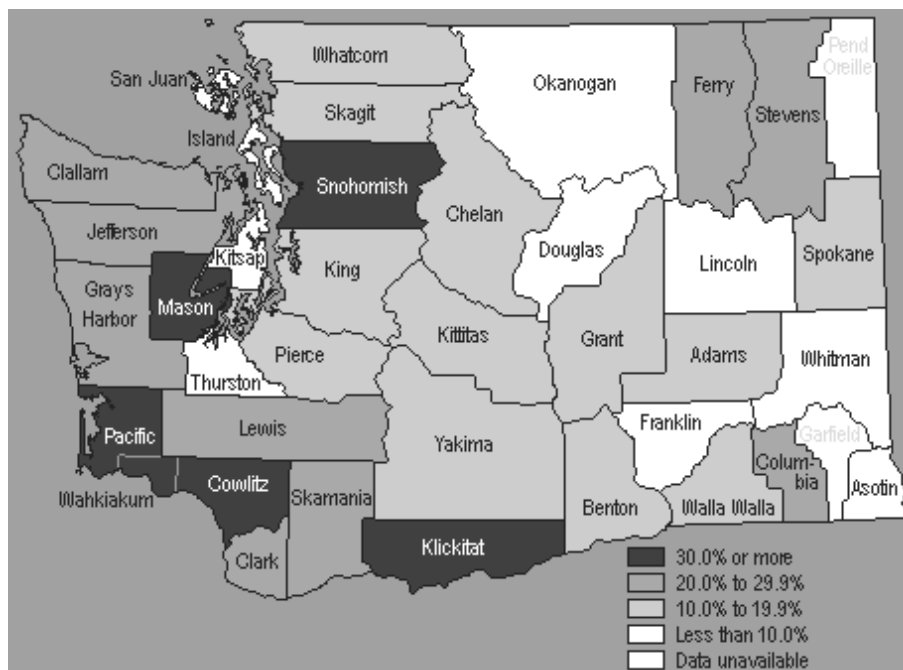 Whatcom
San Juan
Okanogan
Pend
Oreille
Ferry
Skagit
Stevens
Island
Clallam
Snohomish
Chelan
Jefferson
Kitsap
Douglas
Spokane
King
Lincoln
Grays
Harbor
Mason
Kittitas
Grant
Pierce
Adams
Whitman
Thurston
Lewis
Yakima
Franklin
Garfield
Pacific
Colum-
bia
Wahkiakum
Cowlitz
Skamania
Asotin
Benton
Walla Walla
Klickitat
Clark
30.0% or more
20.0% to 29.9%
10.0% to 19.9%
Less than 10.0%
Data unavailable